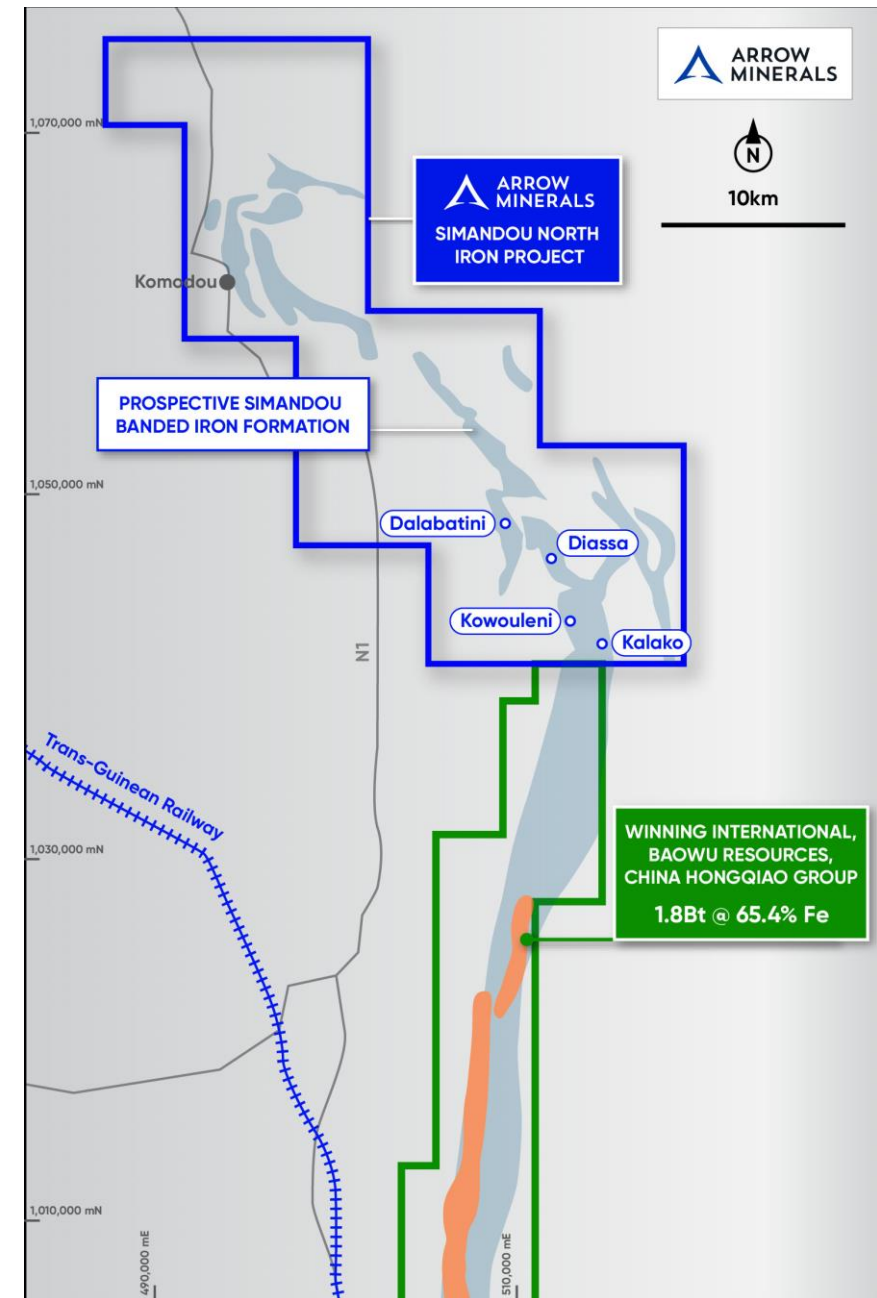 ARROW
MINERALS
1,070,000 mN
N
10km
ARROW
MINERALS
SIMANDOU NORTH
IRON PROJECT
Komodou
PROSPECTIVE SIMANDOU
BANDED IRON FORMATION
1,050,000 mN
Dalabatini
Diassa
Kowouleni
Kalako
N1
Trans-Guinean Railway
1,030,000 mN
WINNING INTERNATIONAL,
BAOWU RESOURCES,
CHINA HONGQIAO GROUP
1.8Bt @ 65.4% Fe
1,010,000 mN
490,000 mE
510,000 mE